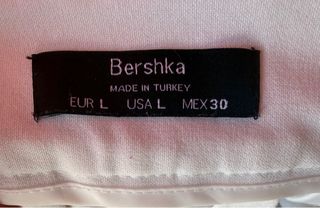 Bershka
MADE IN TURKEY
EUR L USA L MEX 30